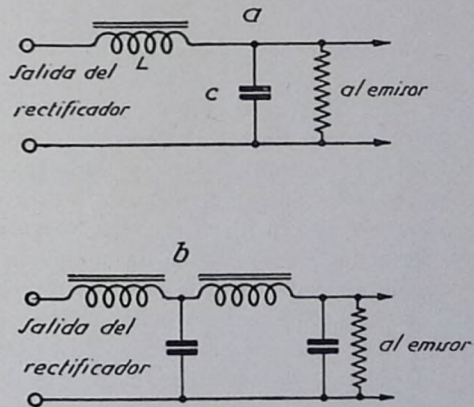 a
Salida del
L
rectificador
C
al emisor
b
Salida del
rectificador
al emisor